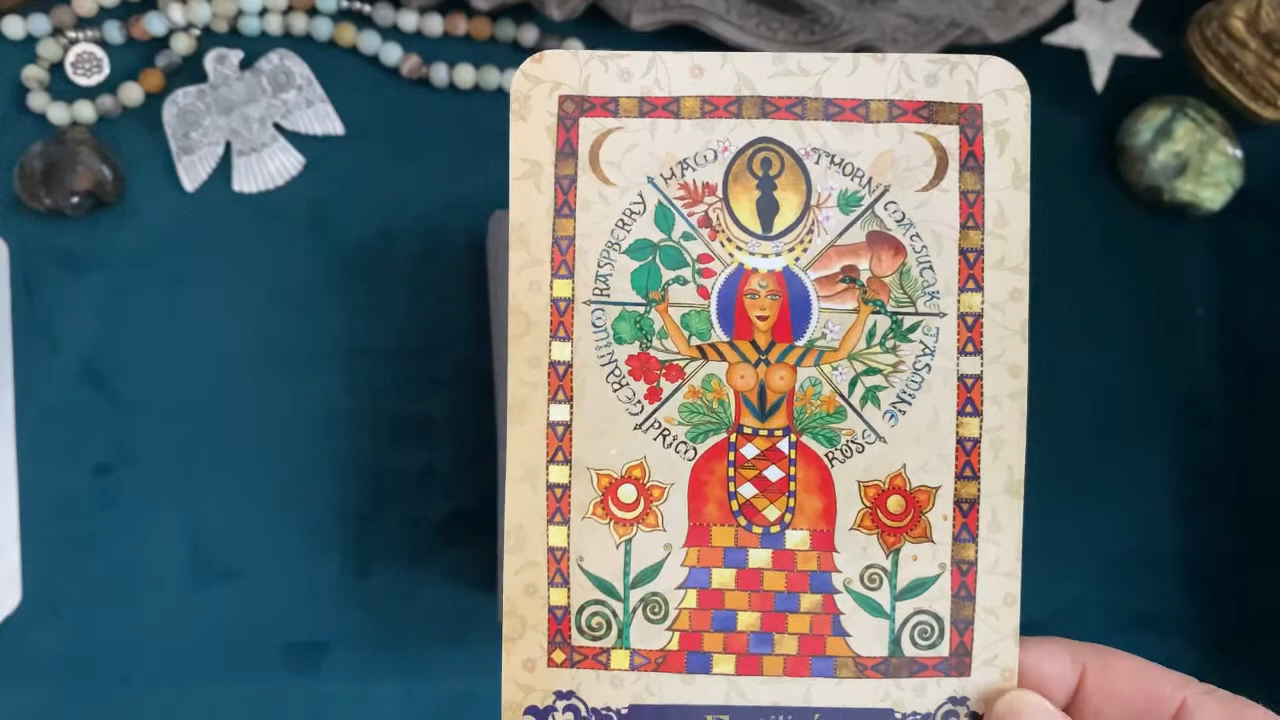 HAW
THORN
MATSUTAKE
JASMINE
ROSE
PRIM
GERANIUM
RASPBERRY